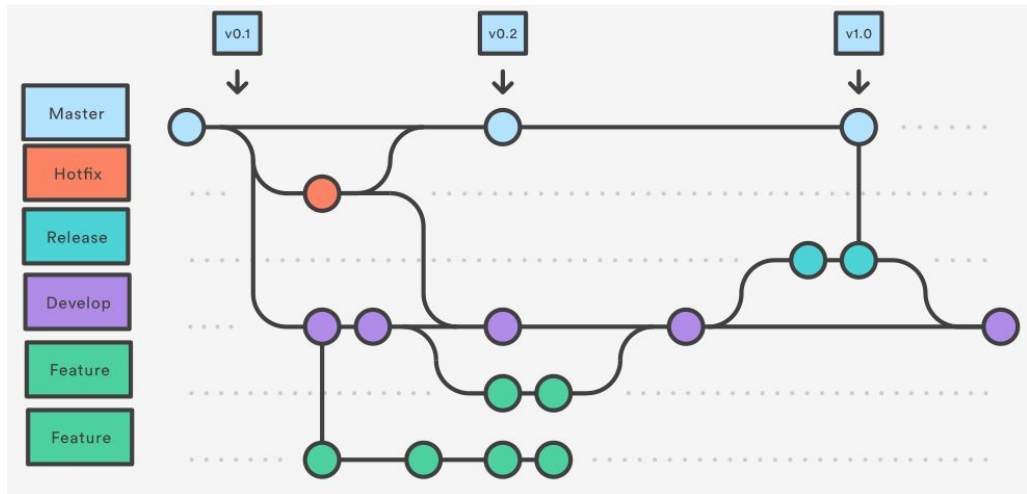 v0.1
v0.2
v1.0
Master
Hotfix
Release
Develop
Feature
Feature